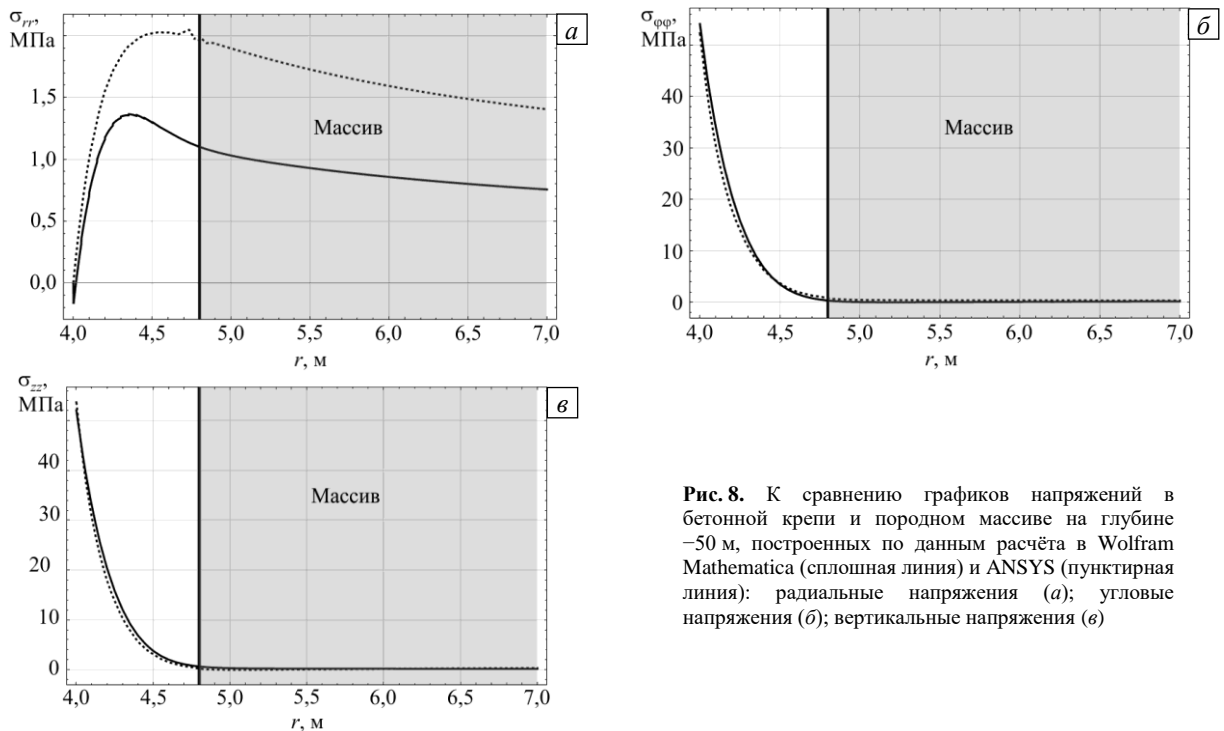 σrr,
МПа
а
1,5
1,0
0,5
0,0
Массив
4,0 4,5 5,0 5,5 6,0 6,5 7,0
r, м
σφφ,
МПа
б
40
30
20
10
0
Массив
4,0 4,5 5,0 5,5 6,0 6,5 7,0
r, м
σzz,
МПа
в
40
30
20
10
0
Массив
4,0 4,5 5,0 5,5 6,0 6,5 7,0
r, м
Рис. 8. К сравнению графиков напряжений в
бетонной крепи и породном массиве на глубине
−50 м, построенных по данным расчёта в Wolfram
Mathematica (сплошная линия) и ANSYS (пунктирная
линия): радиальные напряжения (а); угловые
напряжения (б); вертикальные напряжения (в)